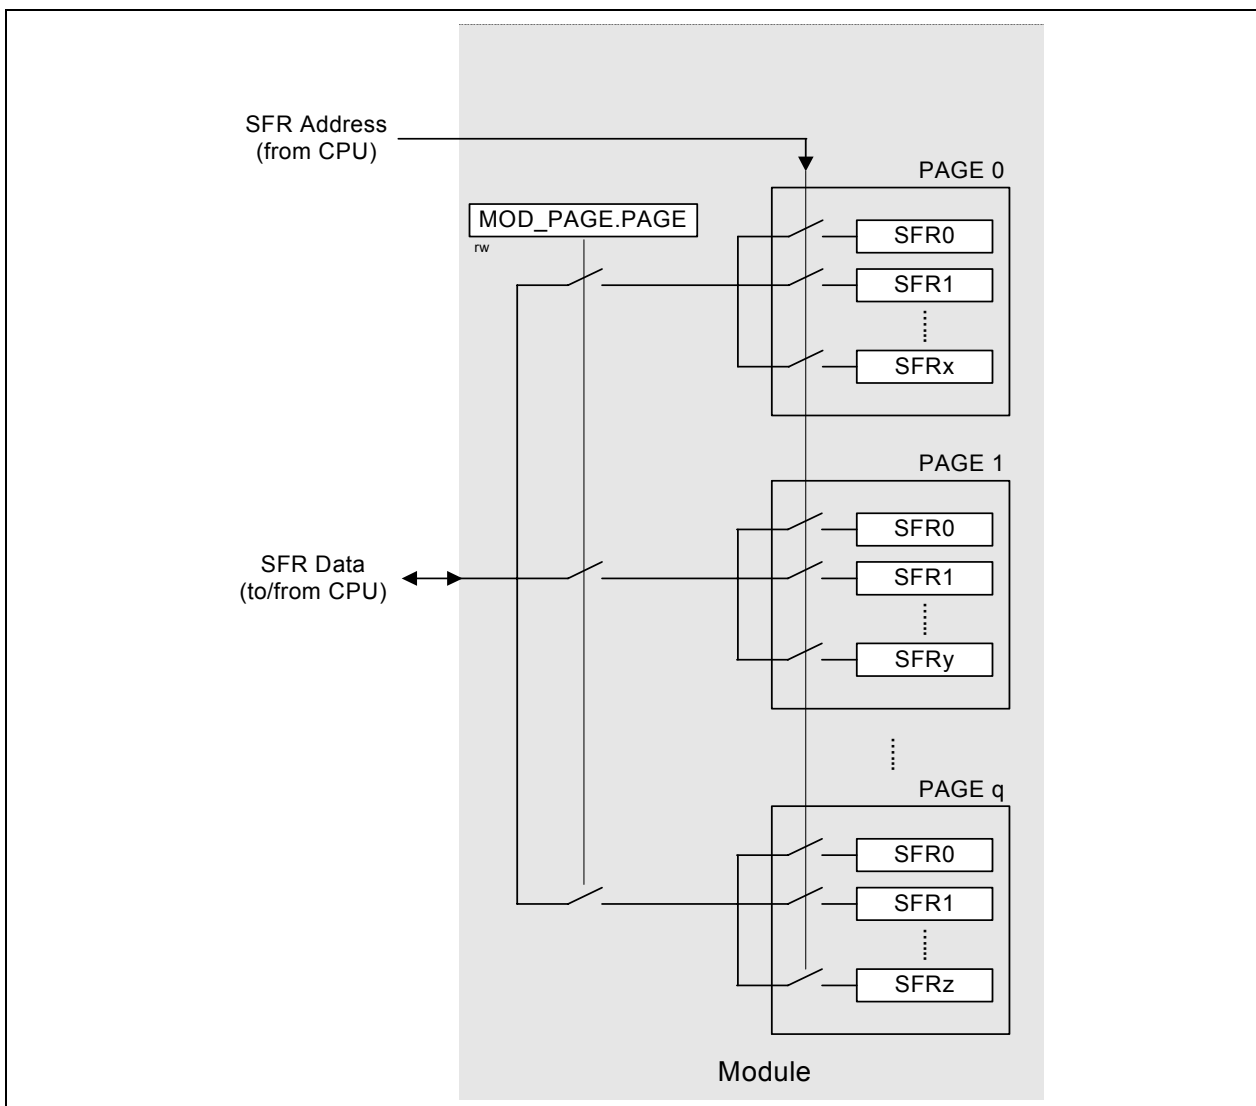 SFR Address
(from CPU)
PAGE 0
MOD_PAGE.PAGE
rw
SFR0
SFR1
SFRx
PAGE 1
SFR0
SFR1
SFRy
SFR Data
(to/from CPU)
PAGE q
SFR0
SFR1
SFRz
Module